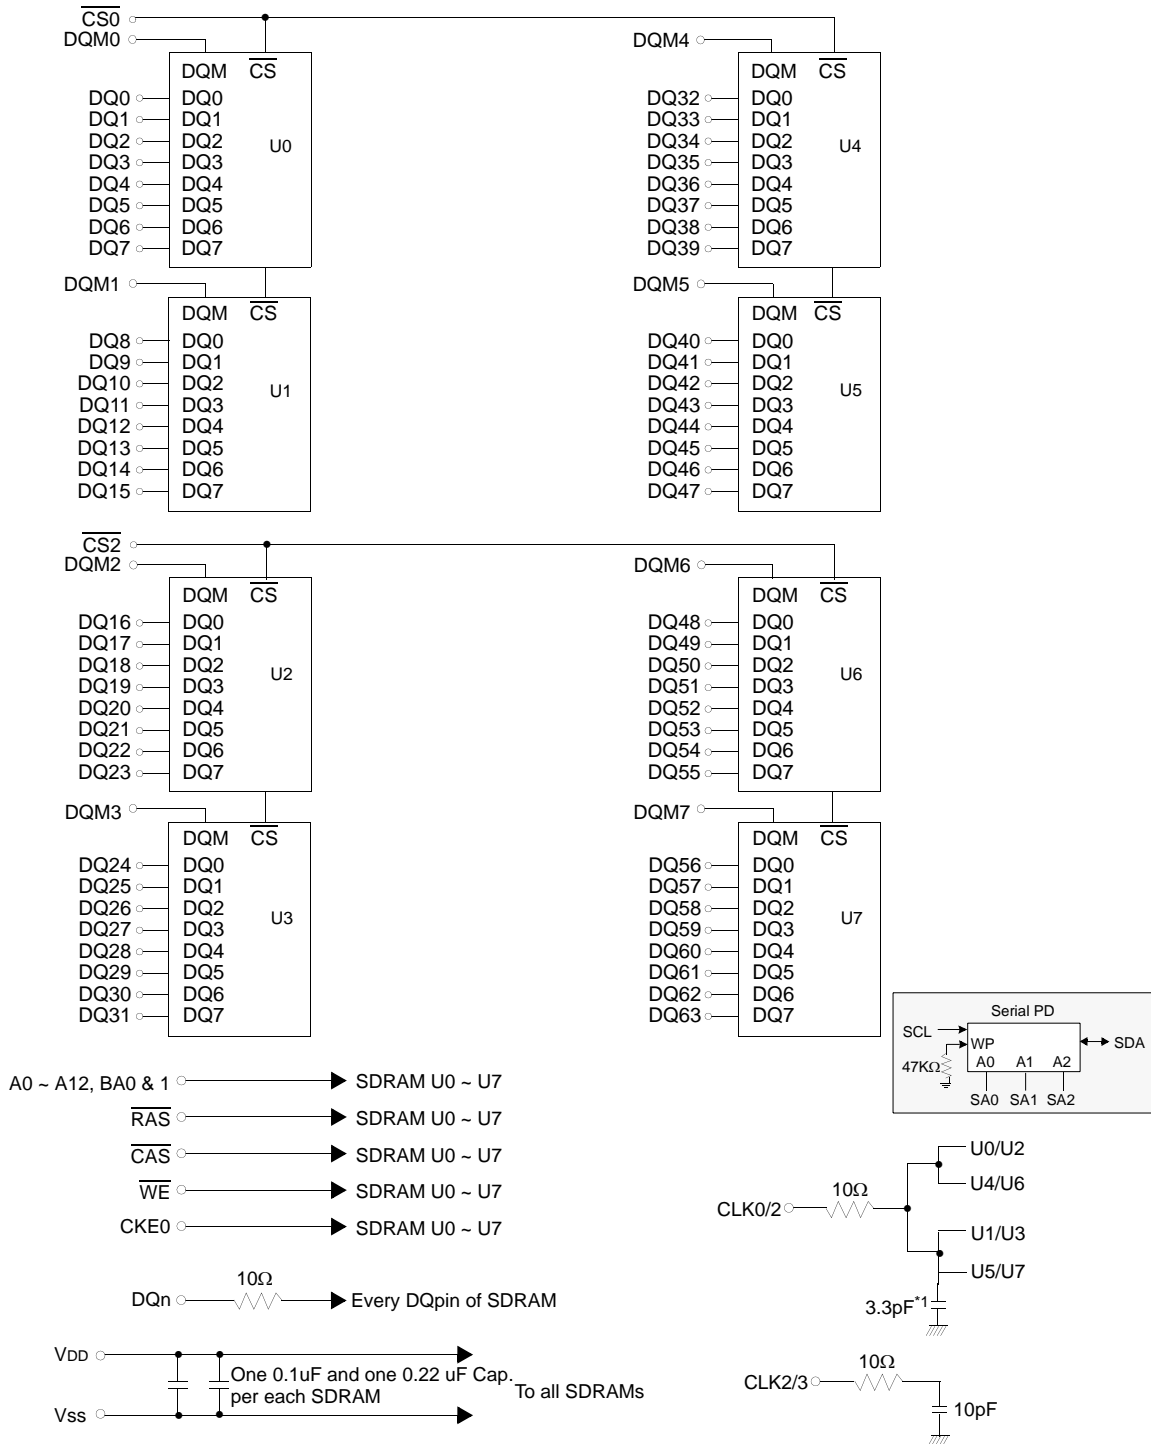 CS0
DQM0
DQM CS
DQ0 DQ0
DQ1 DQ1
DQ2 DQ2
DQ3 DQ3
DQ4 DQ4
DQ5 DQ5
DQ6 DQ6
DQ7 DQ7
U0
DQM4
DQM CS
DQ32 DQ0
DQ33 DQ1
DQ34 DQ2
DQ35 DQ3
DQ36 DQ4
DQ37 DQ5
DQ38 DQ6
DQ39 DQ7
U4
DQM1
DQM CS
DQ8 DQ0
DQ9 DQ1
DQ10 DQ2
DQ11 DQ3
DQ12 DQ4
DQ13 DQ5
DQ14 DQ6
DQ15 DQ7
U1
DQM5
DQM CS
DQ40 DQ0
DQ41 DQ1
DQ42 DQ2
DQ43 DQ3
DQ44 DQ4
DQ45 DQ5
DQ46 DQ6
DQ47 DQ7
U5
CS2
DQM2
DQM CS
DQ16 DQ0
DQ17 DQ1
DQ18 DQ2
DQ19 DQ3
DQ20 DQ4
DQ21 DQ5
DQ22 DQ6
DQ23 DQ7
U2
DQM6
DQM CS
DQ48 DQ0
DQ49 DQ1
DQ50 DQ2
DQ51 DQ3
DQ52 DQ4
DQ53 DQ5
DQ54 DQ6
DQ55 DQ7
U6
DQM3
DQM CS
DQ24 DQ0
DQ25 DQ1
DQ26 DQ2
DQ27 DQ3
DQ28 DQ4
DQ29 DQ5
DQ30 DQ6
DQ31 DQ7
U3
DQM7
DQM CS
DQ56 DQ0
DQ57 DQ1
DQ58 DQ2
DQ59 DQ3
DQ60 DQ4
DQ61 DQ5
DQ62 DQ6
DQ63 DQ7
U7
Serial PD
SCL
WP
SDA
47KΩ
A0 A1 A2
SA0 SA1 SA2
A0 ~ A12, BA0 & 1 SDRAM U0 ~ U7
RAS SDRAM U0 ~ U7
CAS SDRAM U0 ~ U7
WE SDRAM U0 ~ U7
CKE0 SDRAM U0 ~ U7
10Ω
DQn Every DQpin of SDRAM
VDD
One 0.1uF and one 0.22 uF Cap.
per each SDRAM
To all SDRAMs
Vss
U0/U2
U4/U6
10Ω
CLK0/2
U1/U3
U5/U7
3.3pF*1
10Ω
CLK2/3
10pF